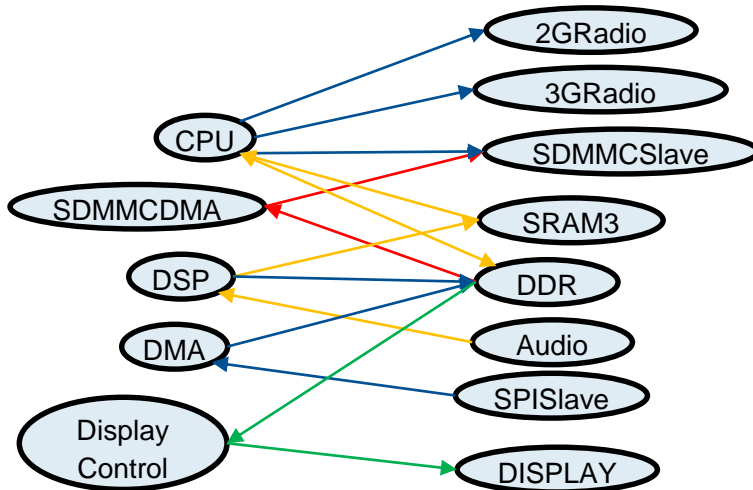 2GRadio
3GRadio
CPU
SDMMCSlave
SDMMCDMA
SRAM3
DSP
DDR
DMA
Audio
SPISlave
Display
Control
DISPLAY